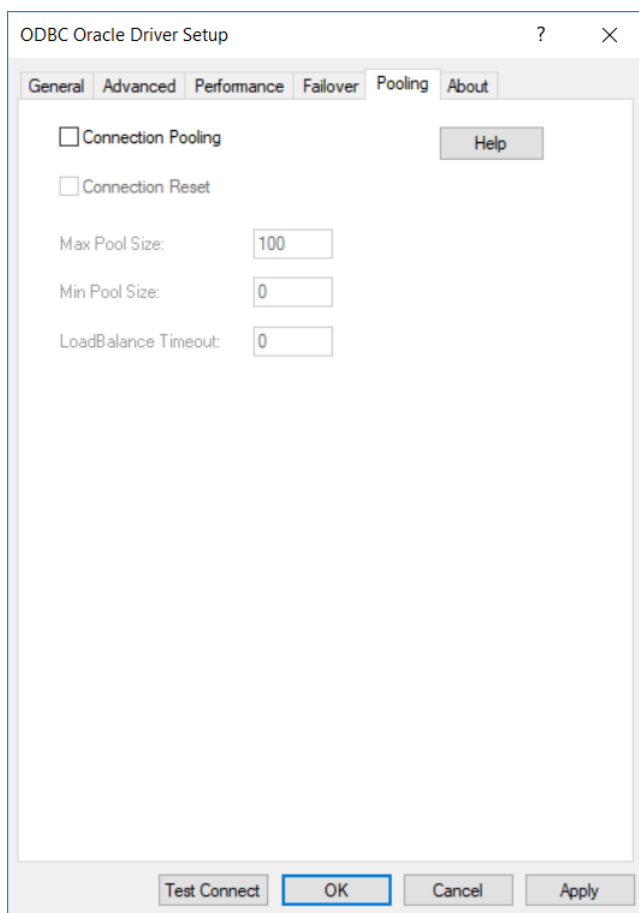 ODBC Oracle Driver Setup ?
General Advanced Performance Failover Pooling About
Connection Pooling Help
Connection Reset
Max Pool Size: 100
Min Pool Size: 0
LoadBalance Timeout: 0
Test Connect OK Cancel Apply